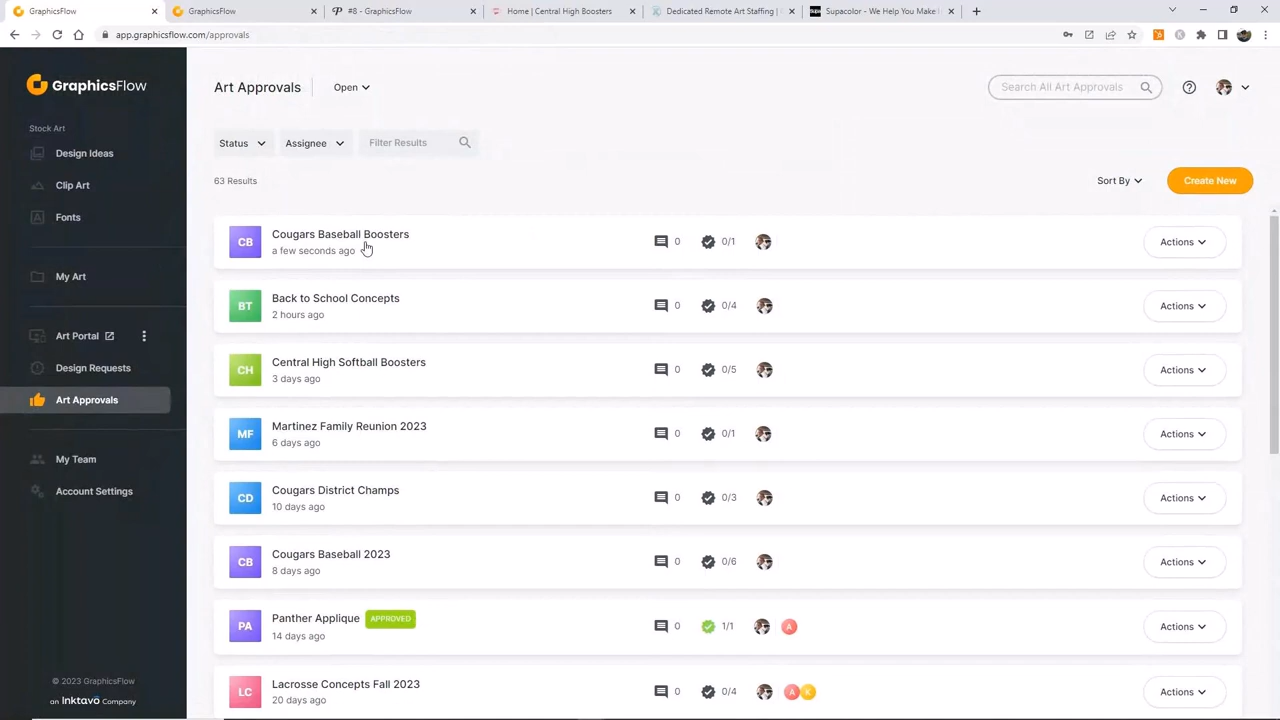 GraphicsFlow
GraphicsFlow
#8 - GraphicsFlow
Home | Central High Boosters
Dedicated Remote Staffing |
Supacolor - We Help You Make
app.graphicsflow.com/approvals
GraphicsFlow
Stock Art
Design Ideas
Clip Art
Fonts
My Art
Art Portal
Design Requests
Art Approvals
My Team
Account Settings
© 2023 GraphicsFlow
an Inktavo Company
Art Approvals
Open
Search All Art Approvals
Status
Assignee
Filter Results
63 Results
Sort By
Create New
CB
Cougars Baseball Boosters
a few seconds ago
0
0/1
Actions
BT
Back to School Concepts
2 hours ago
0
0/4
Actions
CH
Central High Softball Boosters
3 days ago
0
0/5
Actions
MF
Martinez Family Reunion 2023
6 days ago
0
0/1
Actions
CD
Cougars District Champs
10 days ago
0
0/3
Actions
CB
Cougars Baseball 2023
8 days ago
0
0/6
Actions
PA
Panther Applique APPROVED
14 days ago
0
1/1
A
Actions
LC
Lacrosse Concepts Fall 2023
20 days ago
0
0/4
A
K
Actions